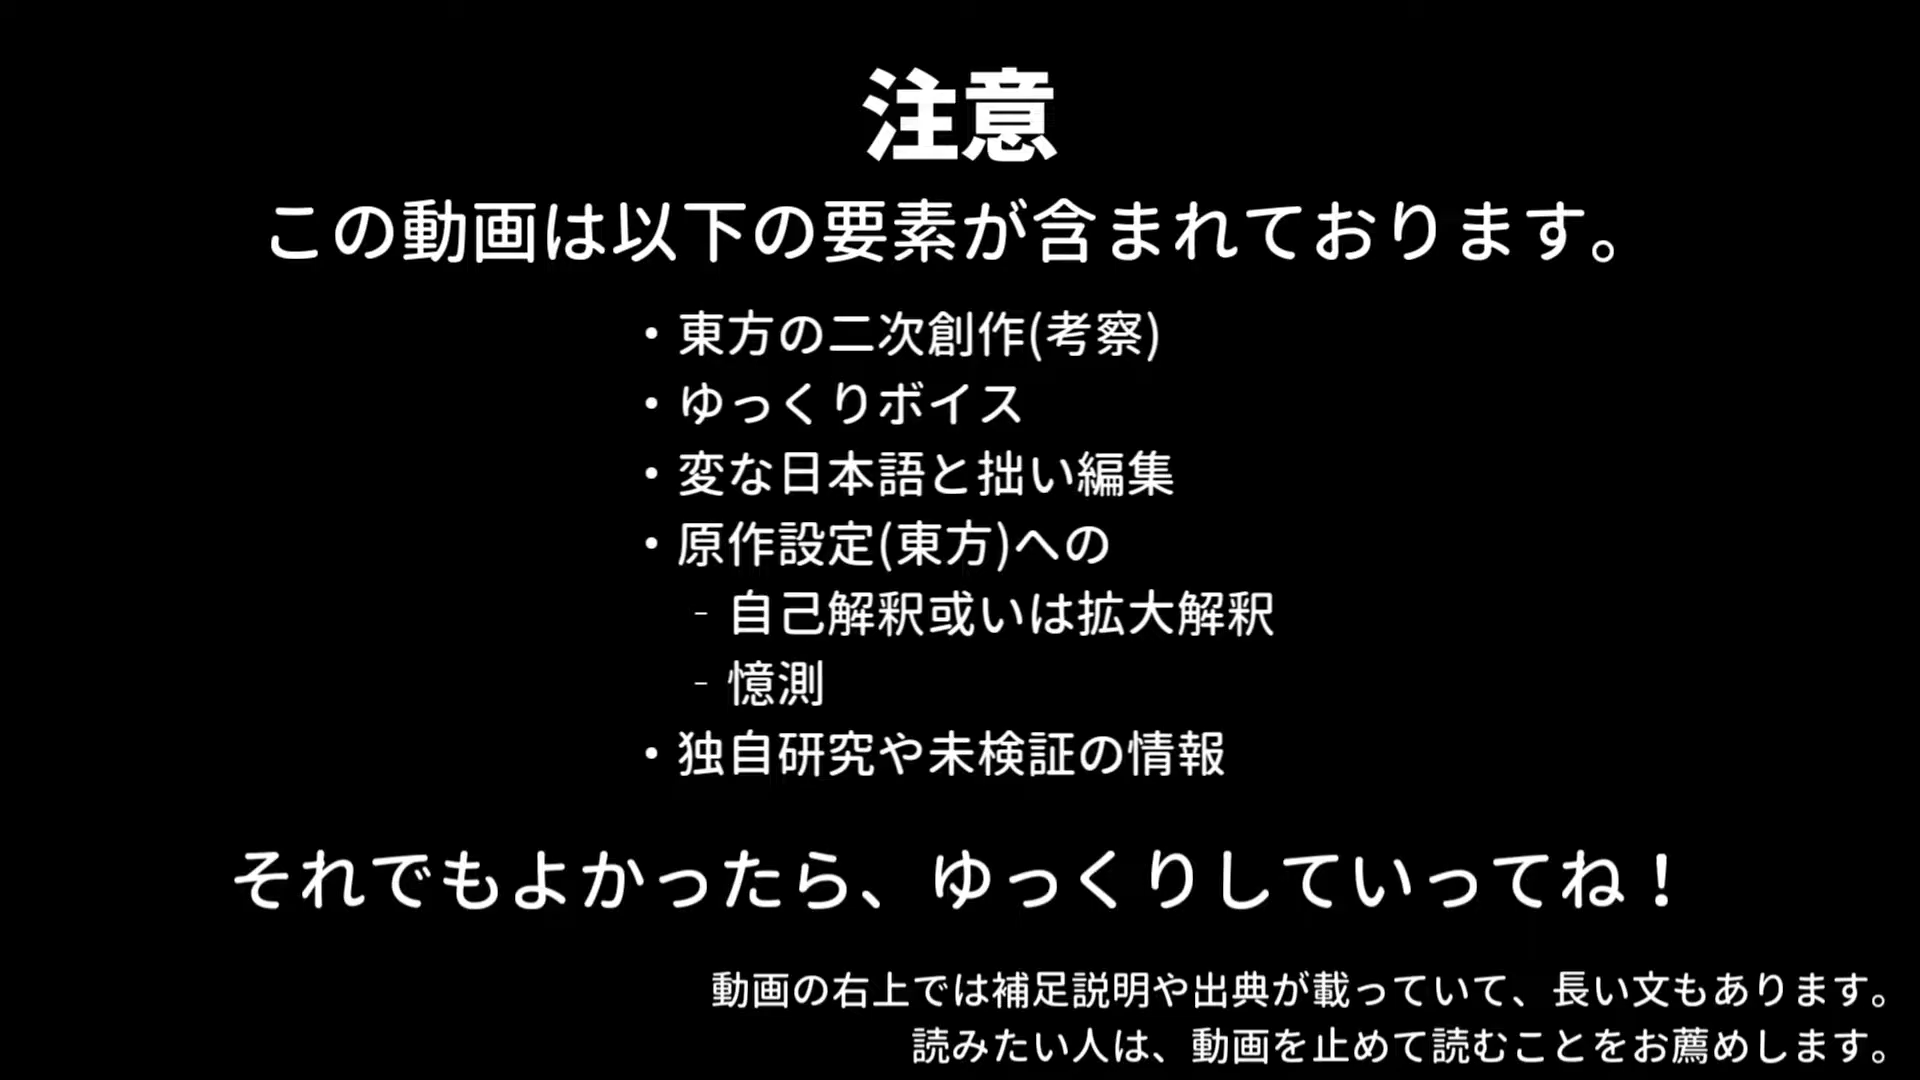 注意
この動画は以下の要素が含まれております。
・東方の二次創作(考察)
・ゆっくりボイス
・変な日本語と拙い編集
・原作設定(東方)への
- 自己解釈或いは拡大解釈
- 憶測
・独自研究や未検証の情報
それでもよかったら、ゆっくりしていってね！
動画の右上では補足説明や出典が載っていて、長い文もあります。
読みたい人は、動画を止めて読むことをお薦めします。